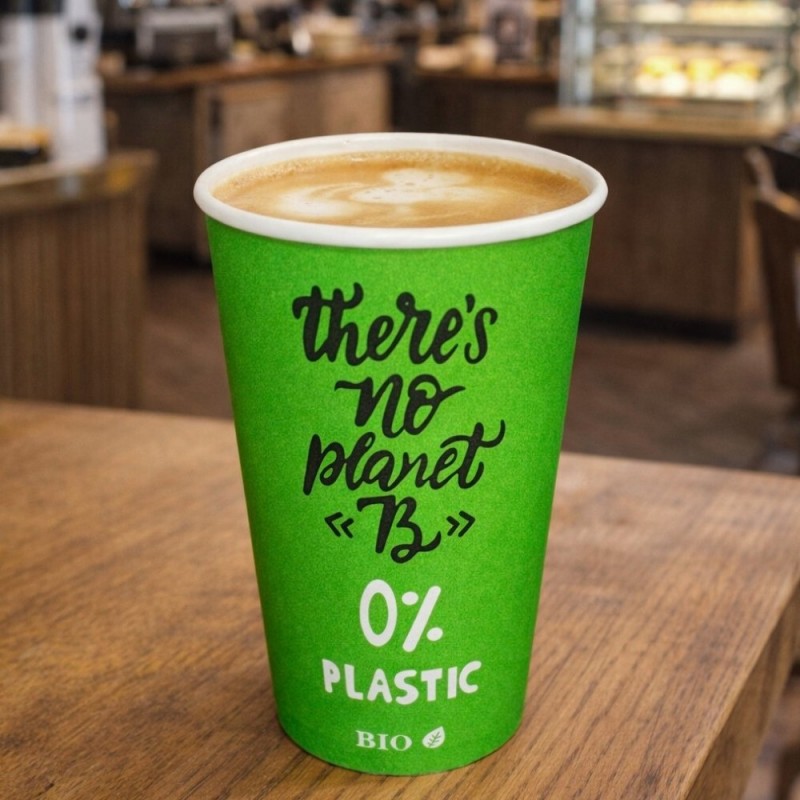 there's
no
planet
« B »
0%
PLASTIC
BIO